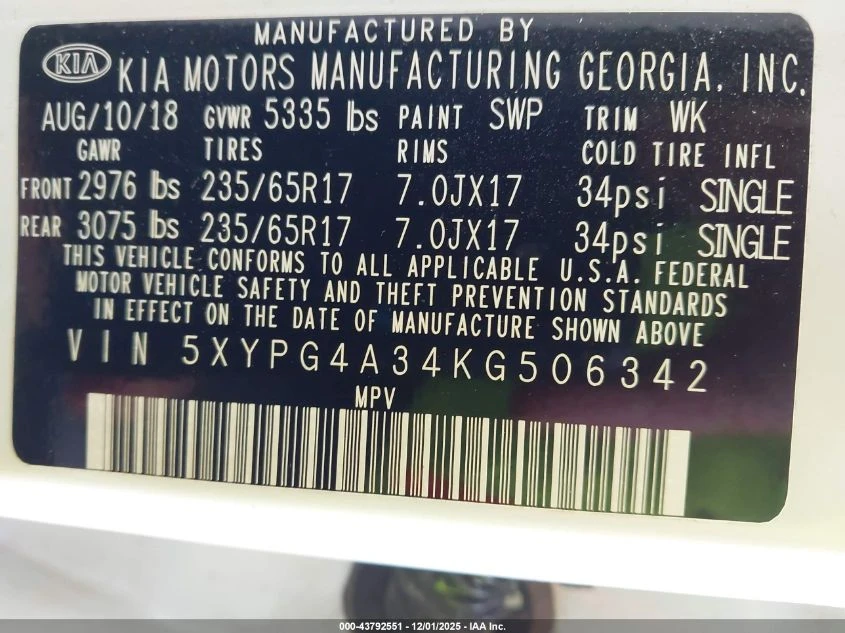 MANUFACTURED BY
KIA KIA MOTORS MANUFACTURING GEORGIA, INC.
AUG/10/18 GVWR 5335 lbs PAINT SWP TRIM WK
GAWR TIRES RIMS COLD TIRE INFL
FRONT 2976 lbs 235/65R17 7.0JX17 34psi SINGLE
REAR 3075 lbs 235/65R17 7.0JX17 34psi SINGLE
THIS VEHICLE CONFORMS TO ALL APPLICABLE U.S.A. FEDERAL
MOTOR VEHICLE SAFETY AND THEFT PREVENTION STANDARDS
IN EFFECT ON THE DATE OF MANUFACTURE SHOWN ABOVE
VIN 5XYPG4A34KG506342
MPV
000-43792551 - 12/01/2025 - IAA Inc.